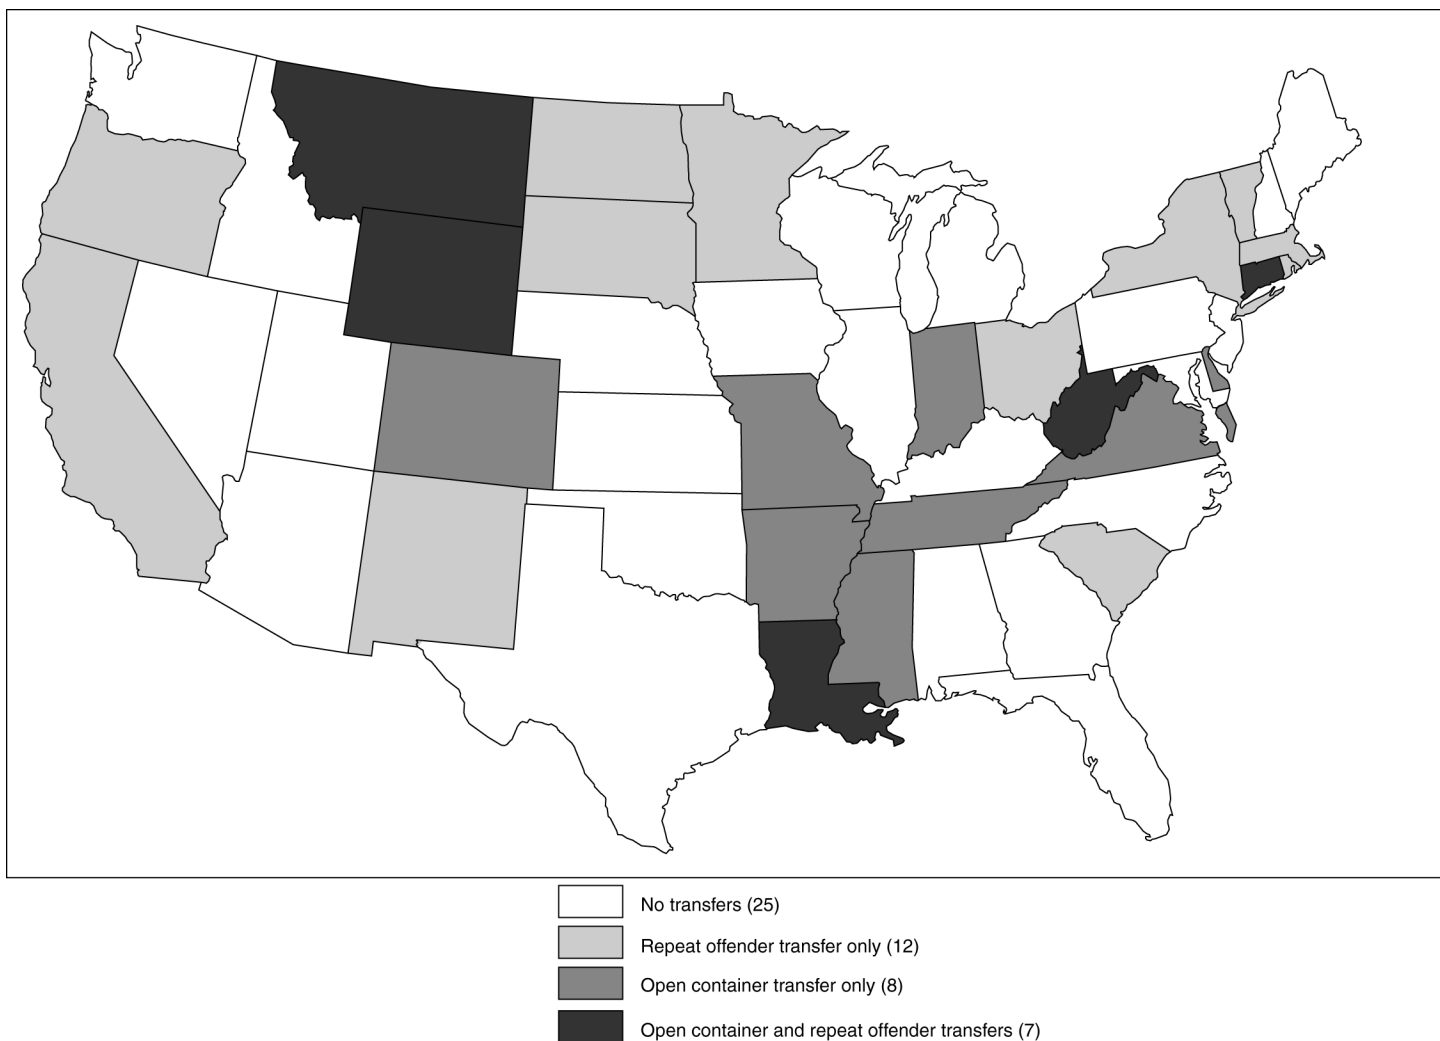 No transfers (25)
Repeat offender transfer only (12)
Open container transfer only (8)
Open container and repeat offender transfers (7)